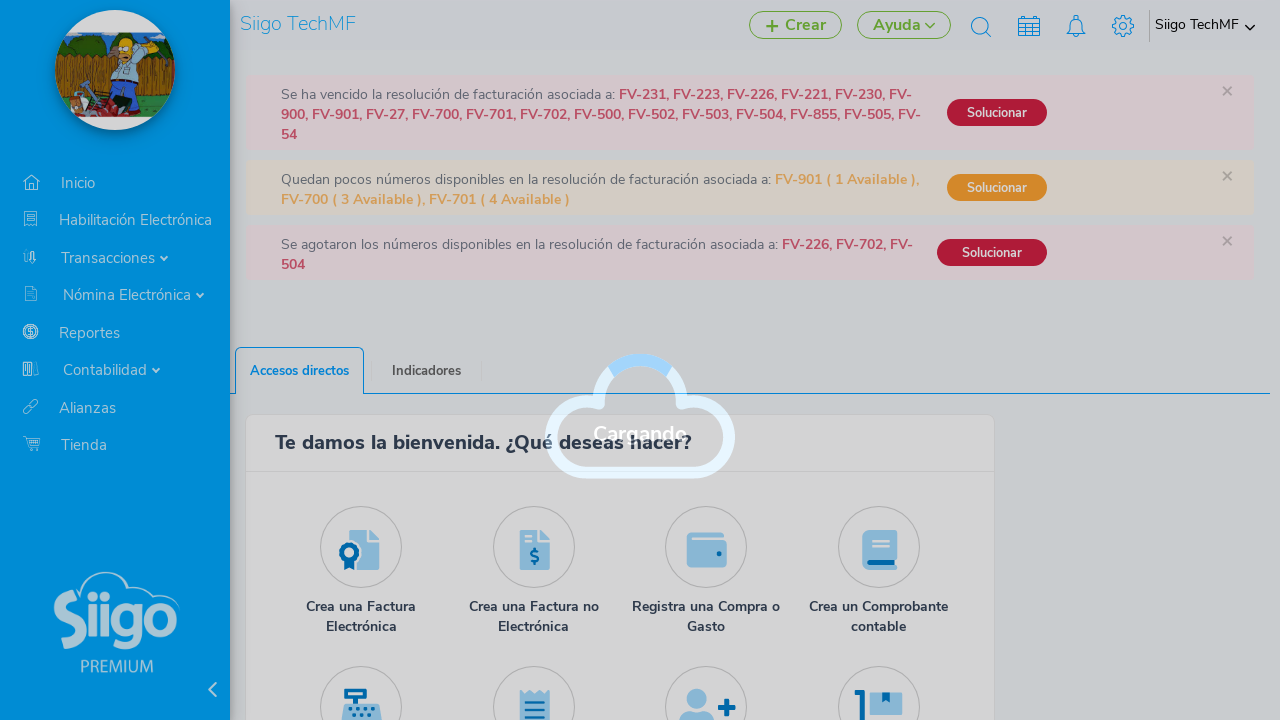 Siigo TechMF
Crear
Ayuda
Siigo TechMF
Inicio
Habilitación Electrónica
Transacciones
Nómina Electrónica
Reportes
Contabilidad
Alianzas
Tienda
Siigo
PREMIUM
Se ha vencido la resolución de facturación asociada a: FV-231, FV-223, FV-226, FV-221, FV-230, FV-
900, FV-901, FV-27, FV-700, FV-701, FV-702, FV-500, FV-502, FV-503, FV-504, FV-855, FV-505, FV-
54
Solucionar
×
Quedan pocos números disponibles en la resolución de facturación asociada a: FV-901 ( 1 Available ),
FV-700 ( 3 Available ), FV-701 ( 4 Available )
Solucionar
×
Se agotaron los números disponibles en la resolución de facturación asociada a: FV-226, FV-702, FV-
504
Solucionar
×
Accesos directos
Indicadores
Cargando
Te damos la bienvenida. ¿Qué deseas hacer?
Crea una Factura
Electrónica
Crea una Factura no
Electrónica
Registra una Compra o
Gasto
Crea un Comprobante
contable